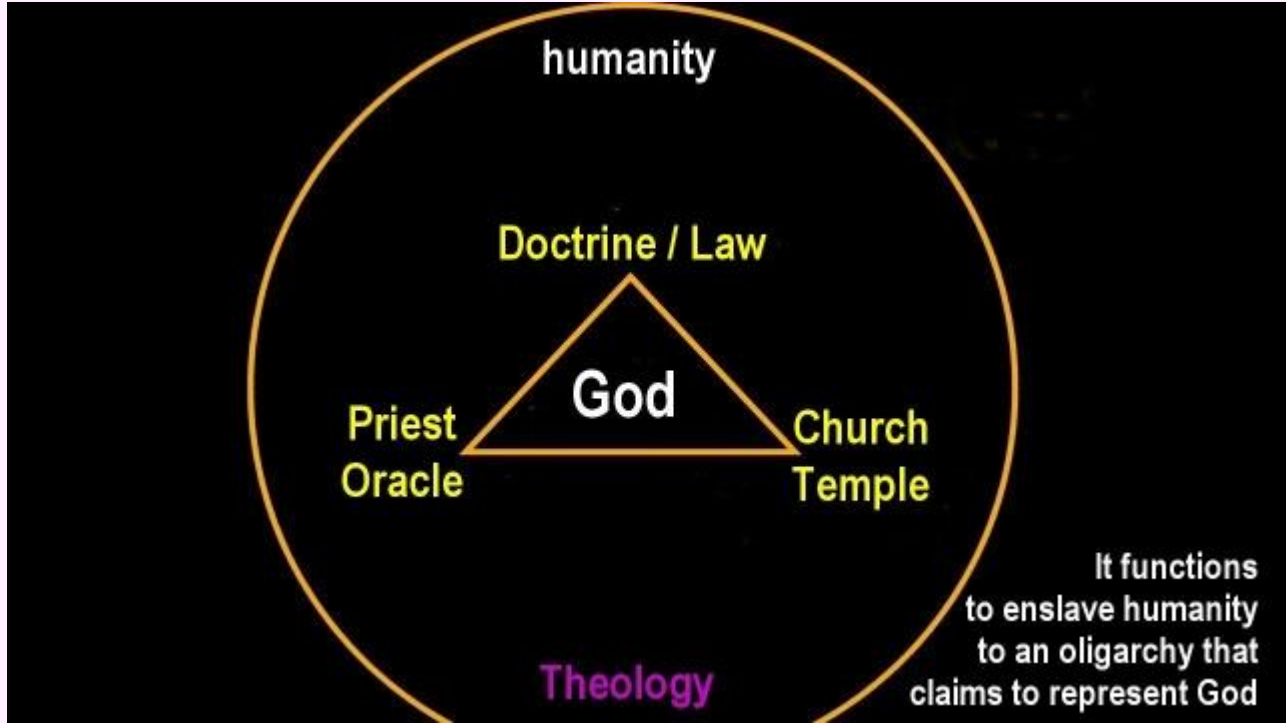 humanity
Doctrine / Law
God
Priest
Oracle
Church
Temple
Theology
It functions
to enslave humanity
to an oligarchy that
claims to represent God